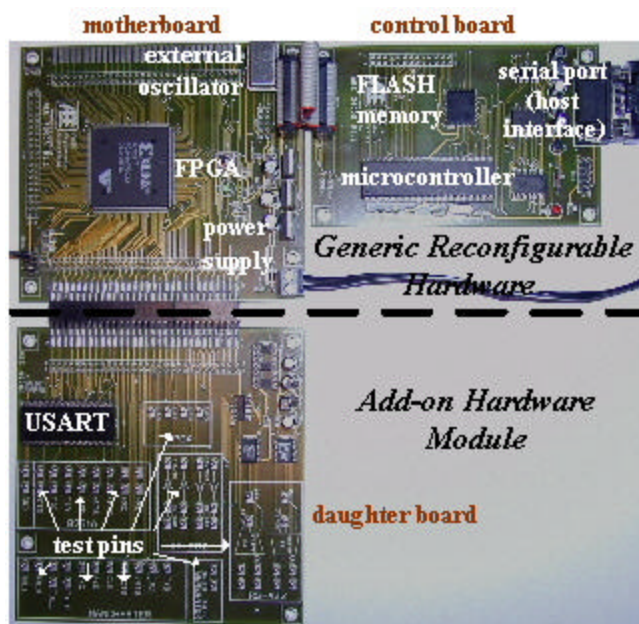 motherboard
control board
external
oscillator
FLASH
memory
serial port
(host
interface)
FPGA
microcontroller
power
supply
Generic Reconfigurable
Hardware
USART
Add-on Hardware
Module
daughter board
test pins